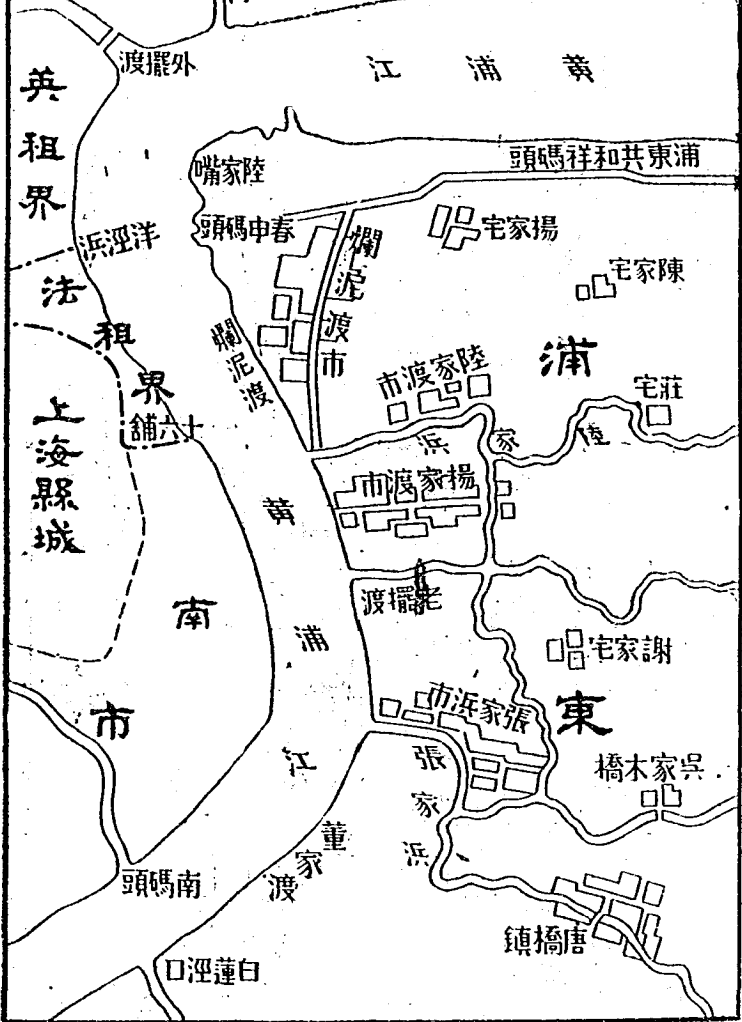 外擺渡
黃浦江
英租界
陸家嘴
浦東共和祥碼頭
洋涇浜
春申碼頭
爛泥渡市
揚家宅
陳家宅
法租界
爛泥渡
陸家渡市
浦東
莊宅
十六舖
陸家浜
上海縣城
揚家渡市
黃浦江
老擺渡
南市
謝家宅
張家浜市
張家浜
吳家木橋
董家渡
南碼頭
唐橋鎮
白蓮涇口